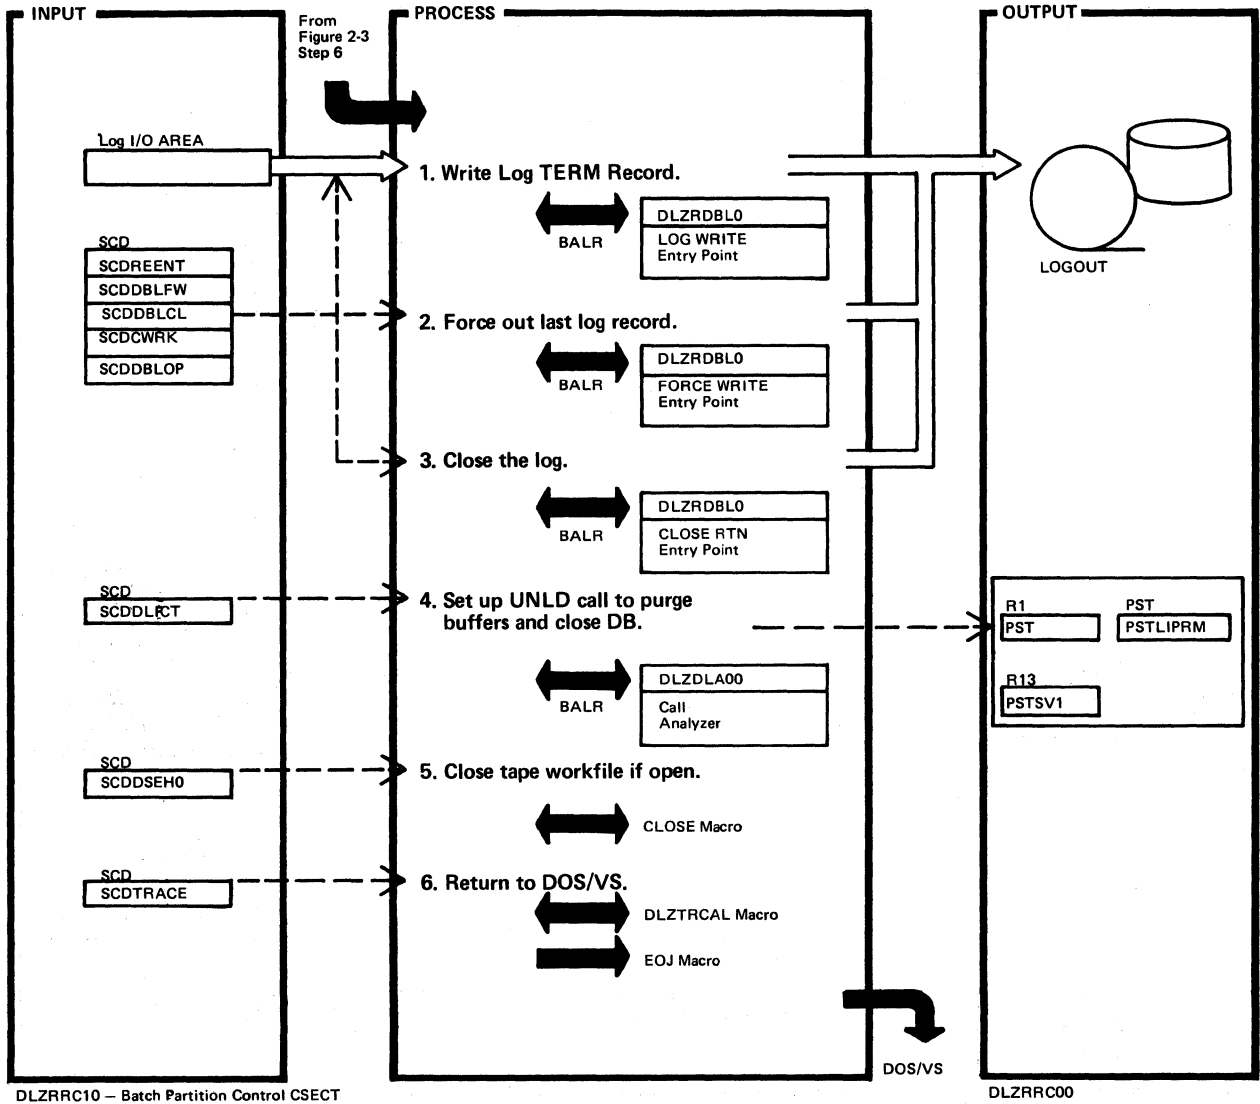 INPUT
From
Figure 2-3
Step 6
PROCESS
OUTPUT
Log I/O AREA
1. Write Log TERM Record.
BALR
DLZRDBL0
LOG WRITE
Entry Point
LOGOUT
SCD
SCDREENT
SCDDBLFW
SCDDBLCL
SCDCWRK
SCDDBLOP
2. Force out last log record.
BALR
DLZRDBL0
FORCE WRITE
Entry Point
3. Close the log.
BALR
DLZRDBL0
CLOSE RTN
Entry Point
SCD
4. Set up UNLD call to purge
buffers and close DB.
BALR
DLZDLA00
Call
Analyzer
R1
PST
PST
PSTLIPRM
R13
PSTSV1
SCD
SCDDSEH0
5. Close tape workfile if open.
CLOSE Macro
SCD
SCDTRACE
6. Return to DOS/VS.
DLZTRCAL Macro
EOJ Macro
DOS/VS
DLZRRC10 – Batch Partition Control CSECT
DLZRRC00